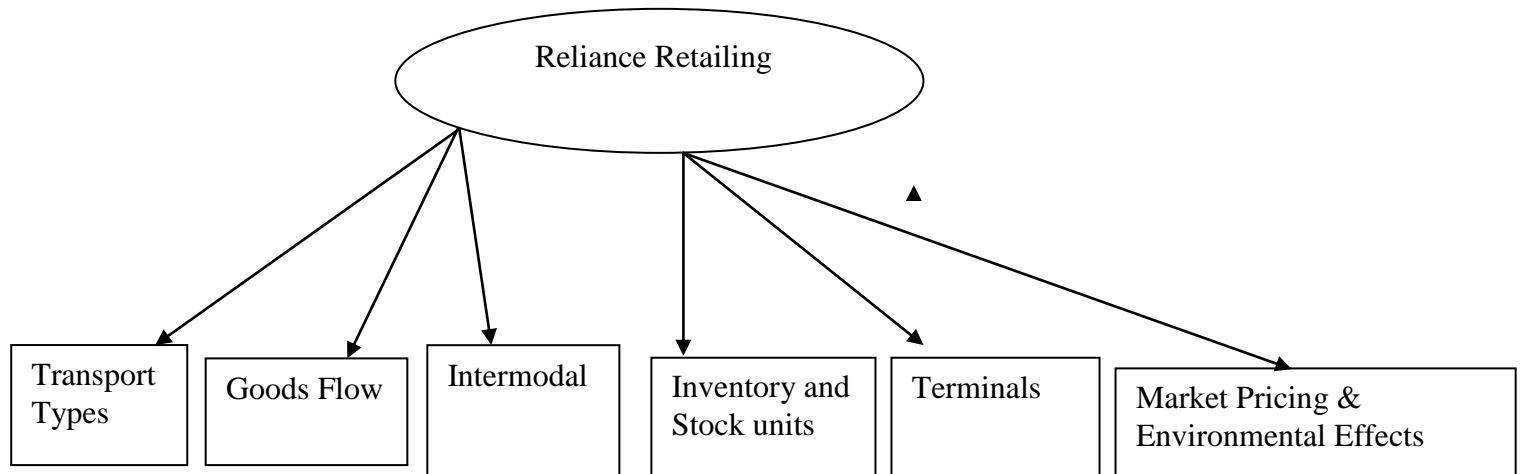 Reliance Retailing
Transport
Types
Goods Flow
Intermodal
Inventory and
Stock units
Terminals
Market Pricing &
Environmental Effects